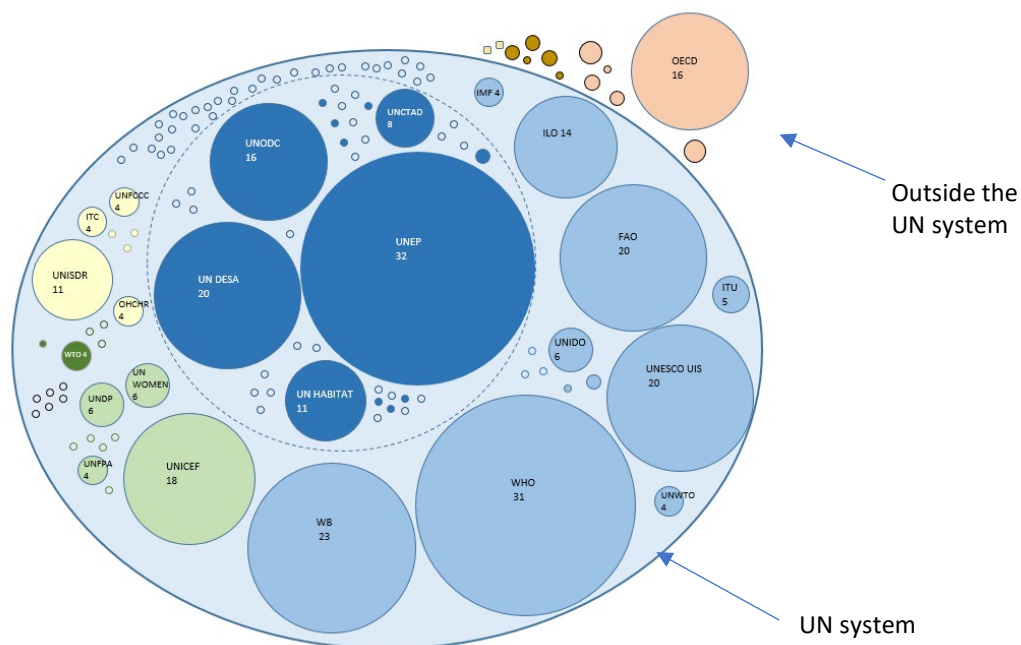 OECD
16
IMF 4
UNCTAD
8
ILO 14
UNODC
16
Outside the
UN system
UNFCCC
4
ITC
4
UNEP
32
FAO
20
UNISDR
11
UN DESA
20
ITU
5
OHCHR
4
WTO 4
UNIDO
6
UN
WOMEN
6
UNESCO UIS
20
UNDP
6
UN HABITAT
11
UNFPA
4
UNICEF
18
WHO
31
UNWTO
4
WB
23
UN system